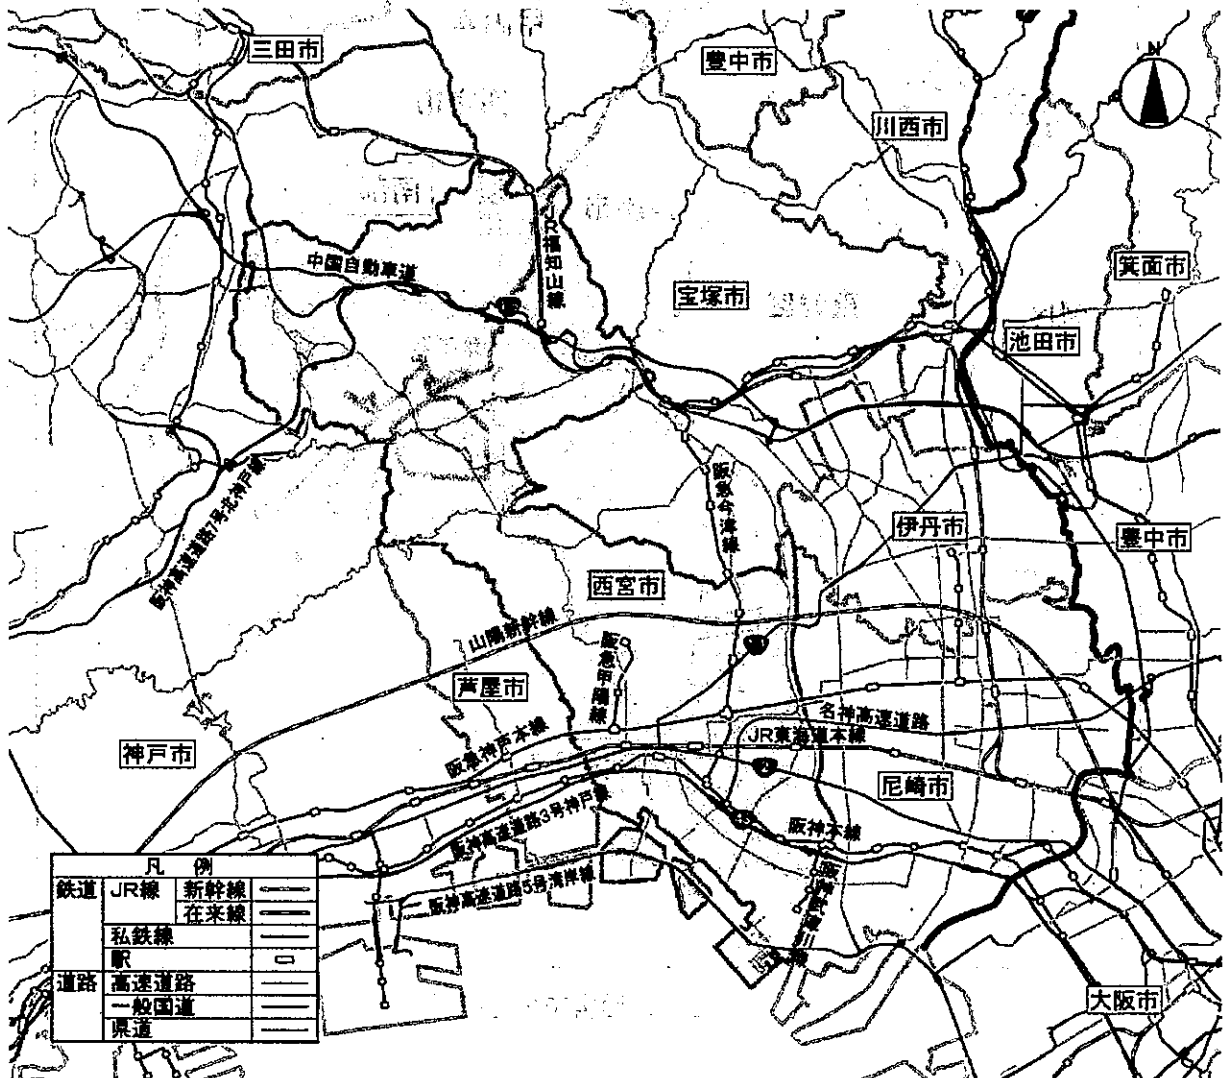 三田市
豊中市
N
川西市
JR福知山線
中国自動車道
箕面市
宝塚市
池田市
阪急今津線
伊丹市
豊中市
阪神高速道路7号北神戸線
西宮市
山陽新幹線
阪急甲陽線
芦屋市
名神高速道路
阪急神戸本線
JR東海道本線
神戸市
2
尼崎市
阪神高速道路3号神戸線
阪神本線
阪神高速道路5号湾岸線
大阪市
凡例
鉄道 JR線 新幹線
在来線
私鉄線
駅
道路 高速道路
一般国道
県道